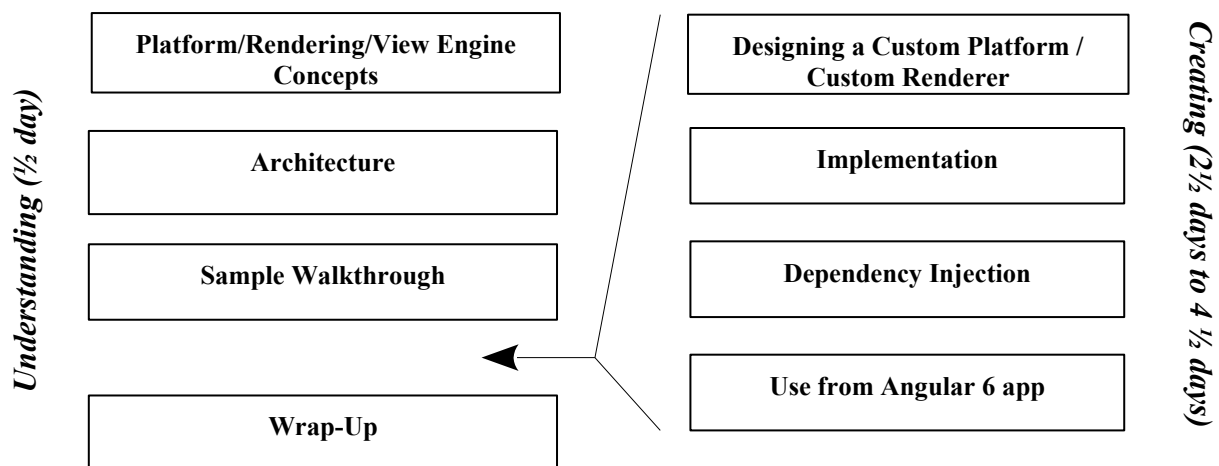 Understanding (½ day)
Platform/Rendering/View Engine
Concepts
Architecture
Sample Walkthrough
Wrap-Up
Designing a Custom Platform /
Custom Renderer
Implementation
Dependency Injection
Use from Angular 6 app
Creating (2½ days to 4 ½ days)